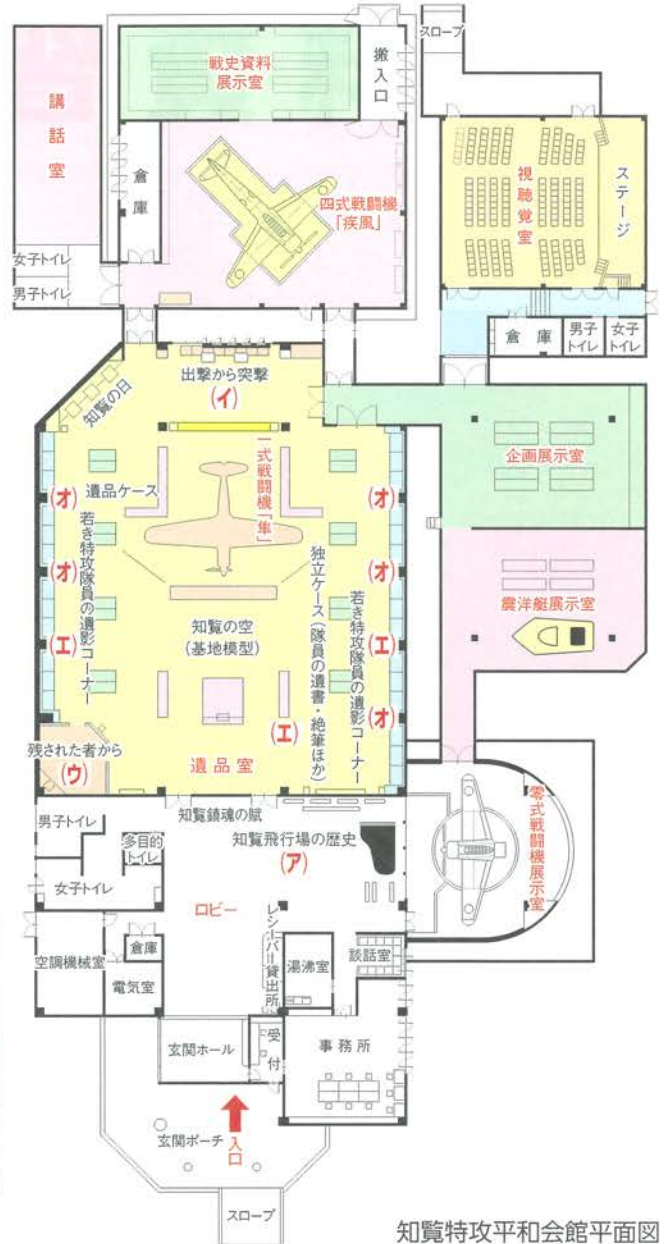 スロープ
戦史資料
展示室
搬入口
講話室
倉庫
四式戦闘機
「疾風」
視聴覚室
ステージ
女子トイレ
男子トイレ
倉庫
男子
トイレ
女子
トイレ
出撃から突撃
(イ)
知覧の日
企画展示室
一式戦闘機「隼」
遺品ケース
(オ)
(オ)
若き特攻隊員の遺影コーナー
(オ)
(オ)
独立ケース(隊員の遺書・絶筆ほか)
若き特攻隊員の遺影コーナー
震洋艇展示室
知覧の空
(基地模型)
(エ)
(エ)
(エ)
(オ)
残された者から
(ウ)
遺品室
知覧鎮魂の賦
男子トイレ
多目的
トイレ
知覧飛行場の歴史
(ア)
零式戦闘機展示室
女子トイレ
ロビー
レシーバー貸出所
空調機械室
倉庫
電気室
湯沸室
談話室
玄関ホール
受付
事務所
玄関ポーチ
入口
スロープ
知覧特攻平和会館平面図